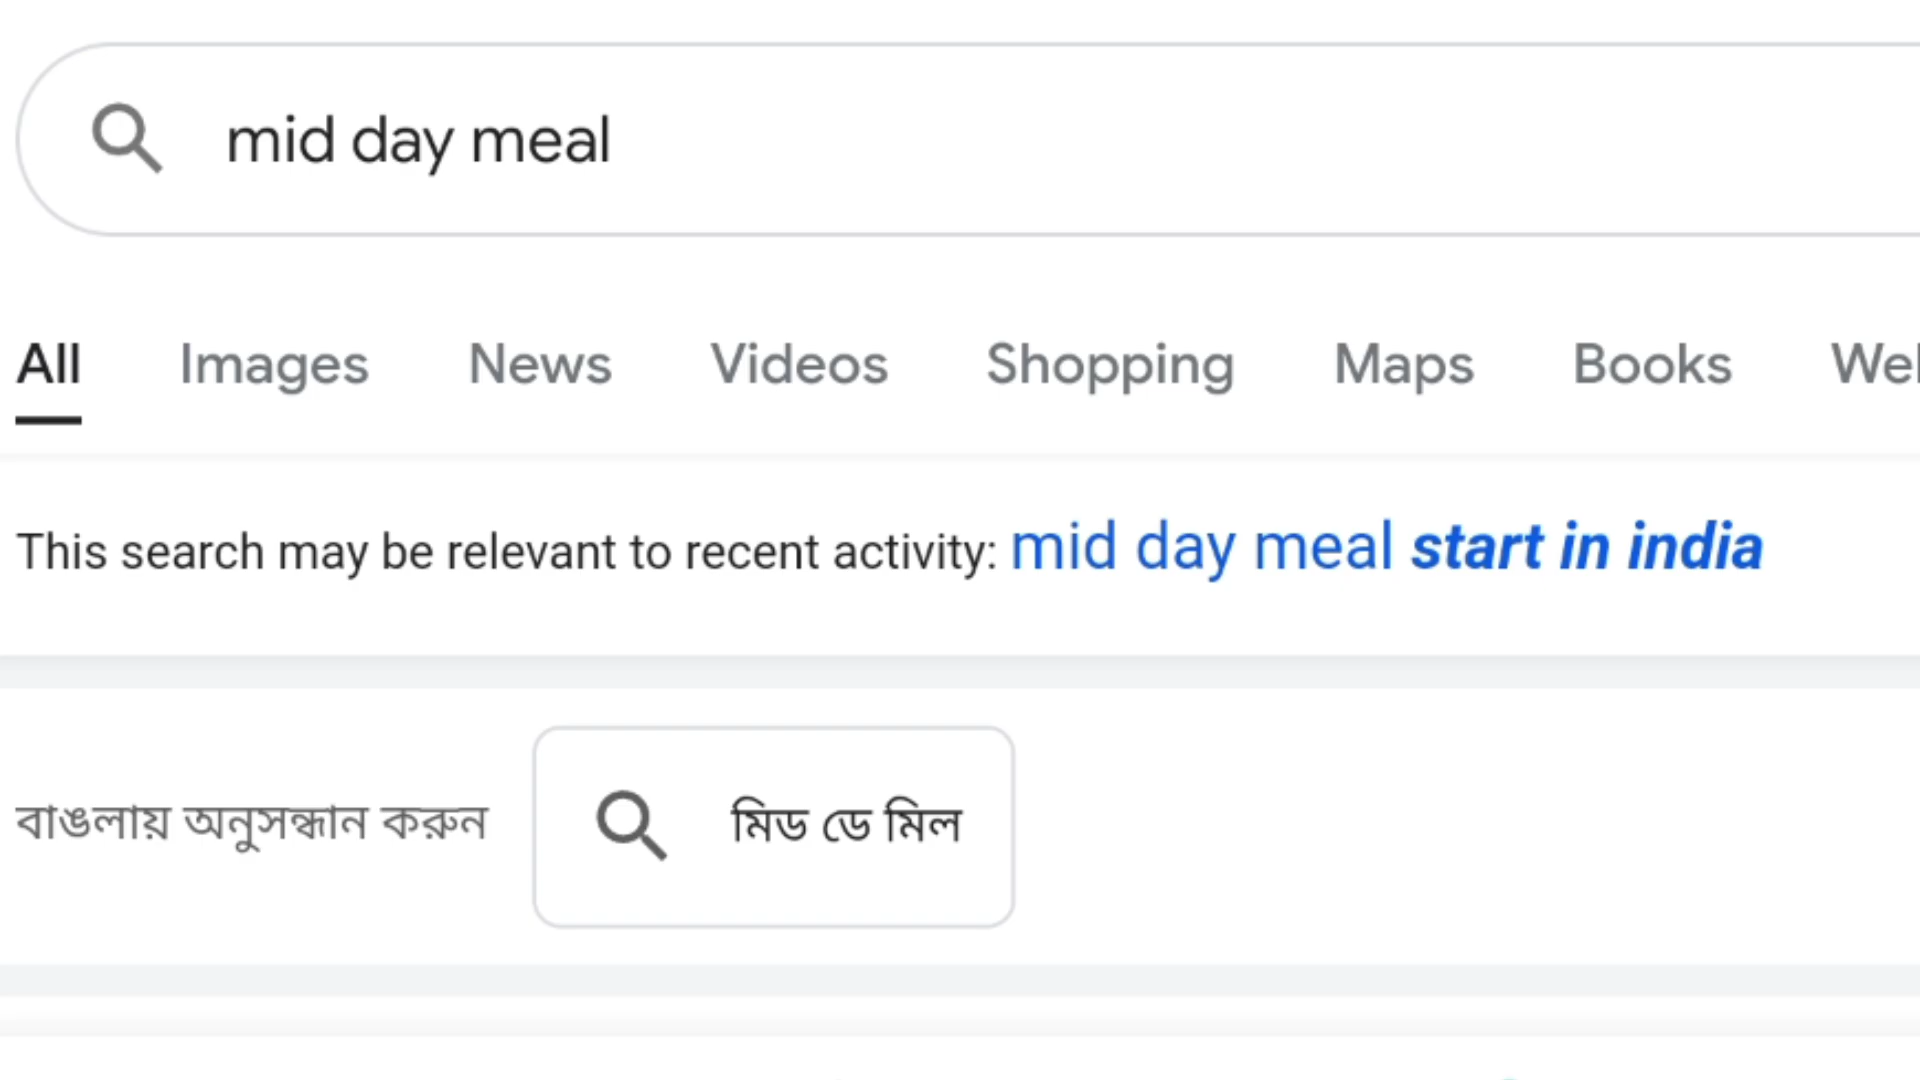 mid day meal
All Images News Videos Shopping Maps Books
This search may be relevant to recent activity: mid day meal start in india
বাঙলায় অনুসন্ধান করুন মিড ডে মিল